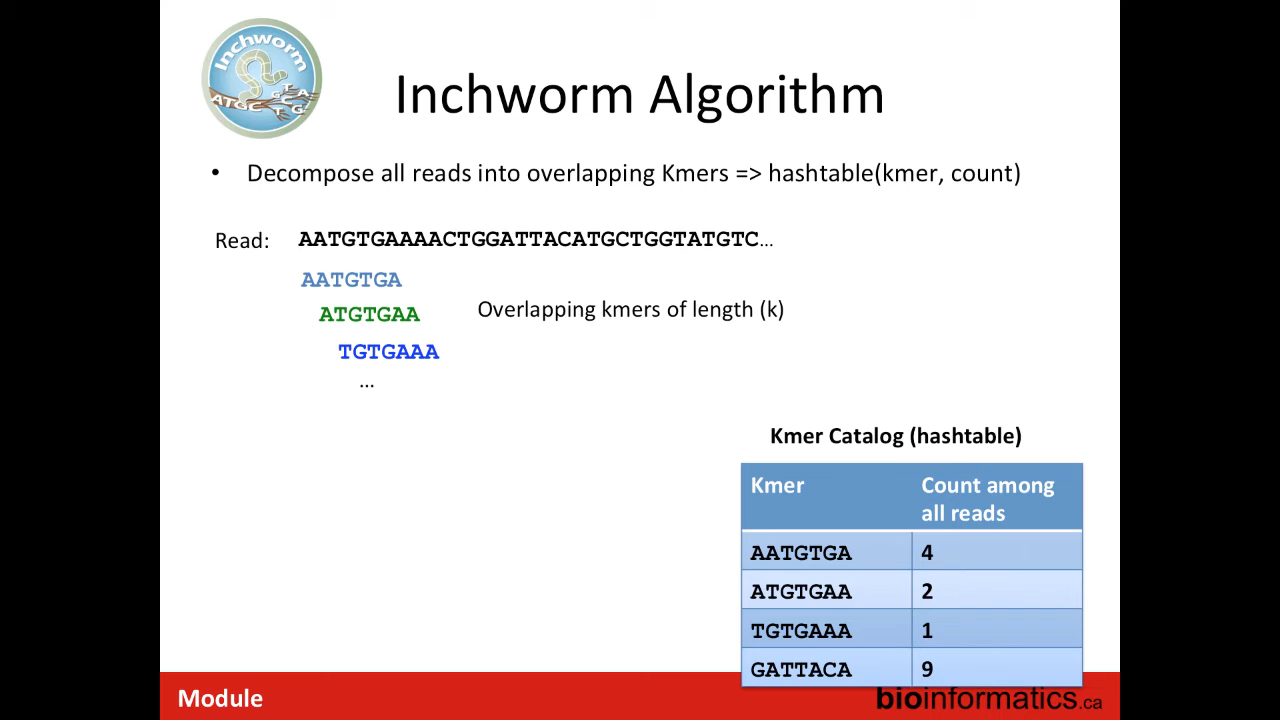 Inchworm
ATGC
G T A
C
T G
Inchworm Algorithm
• Decompose all reads into overlapping Kmers => hashtable(kmer, count)
Read: AATGTGAAAACTGGATTACATGCTGGTATGTC…
AATGTGA
ATGTGAA
Overlapping kmers of length (k)
TGTGAAA
…
Kmer Catalog (hashtable)
Kmer Count among all reads
AATGTGA 4
ATGTGAA 2
TGTGAAA 1
GATTACA 9
Module
bioinformatics.ca